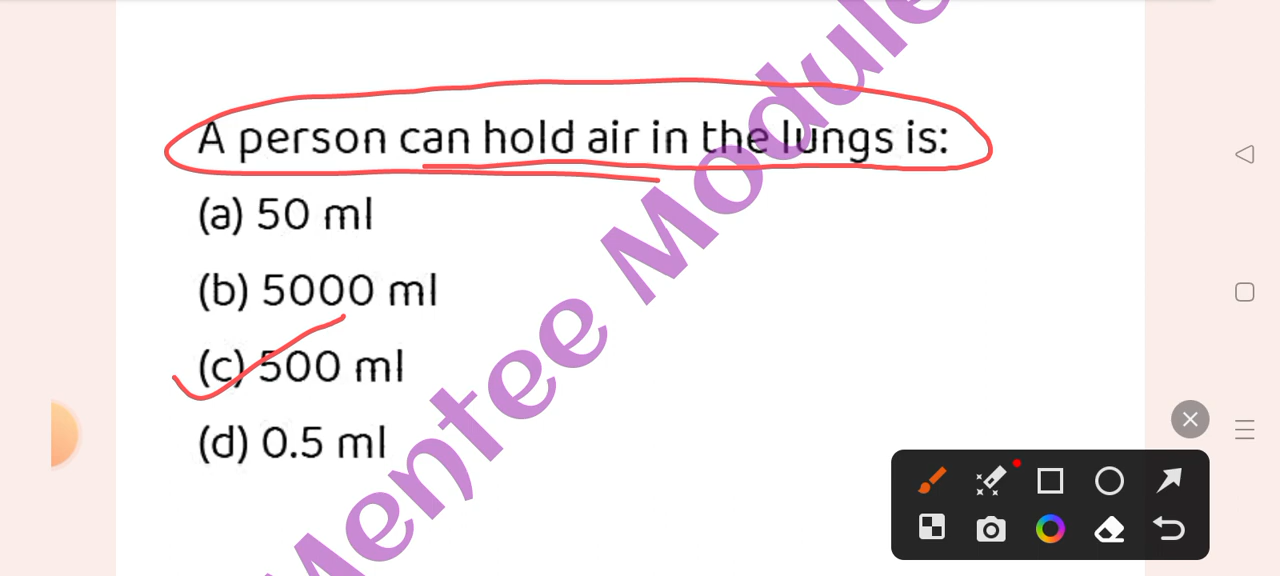 A person can hold air in the lungs is:
(a) 50 ml
(b) 5000 ml
(c) 500 ml
(d) 0.5 ml
Mentee Module